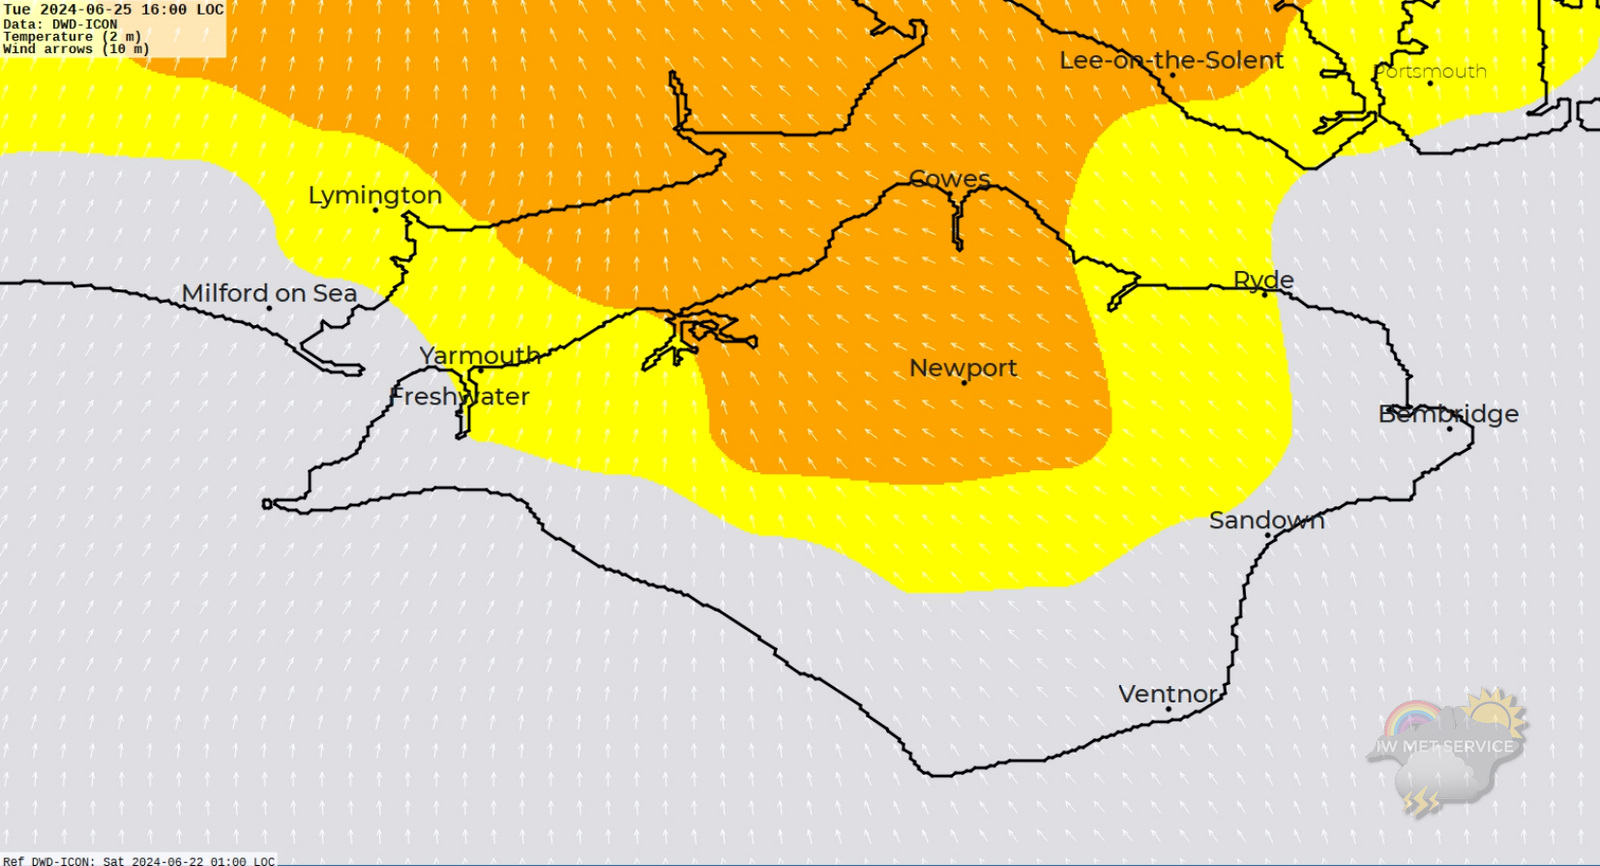 Tue 2024-06-25 16:00 LOC
Data: DWD-ICON
Temperature (2 m)
Wind arrows (10 m)
Lee-on-the-Solent
Portsmouth
Cowes
Lymington
Ryde
Milford on Sea
Yarmouth
Newport
Freshwater
Bembridge
Sandown
Ventnor
IW MET SERVICE
Ref DWD-ICON: Sat 2024-06-22 01:00 LOC